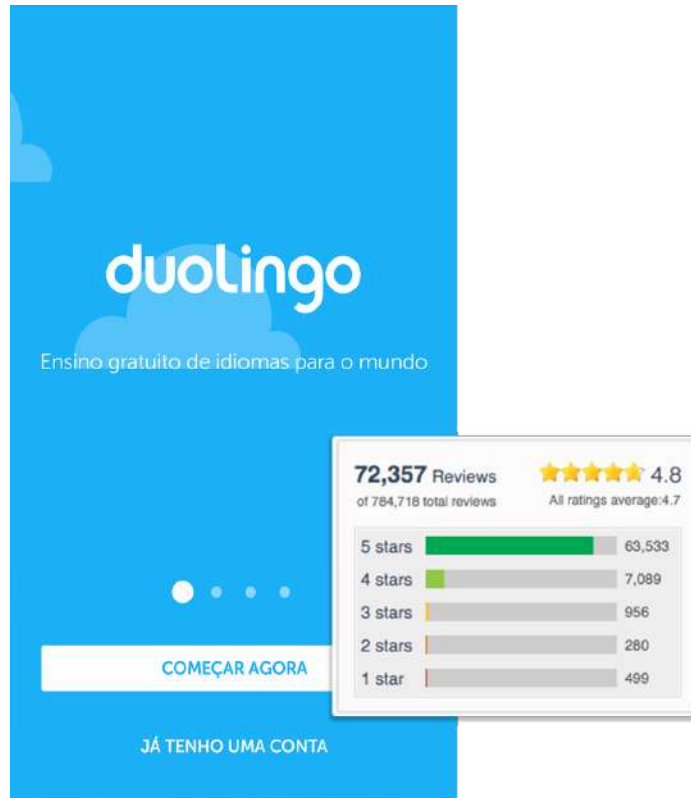 duolingo
Ensino gratuito de idiomas para o mundo
72,357 Reviews
4.8
of 784,718 total reviews
All ratings average:4.7
5 stars 63,533
4 stars 7,089
3 stars 956
2 stars 280
1 star 499
COMEÇAR AGORA
JÁ TENHO UMA CONTA